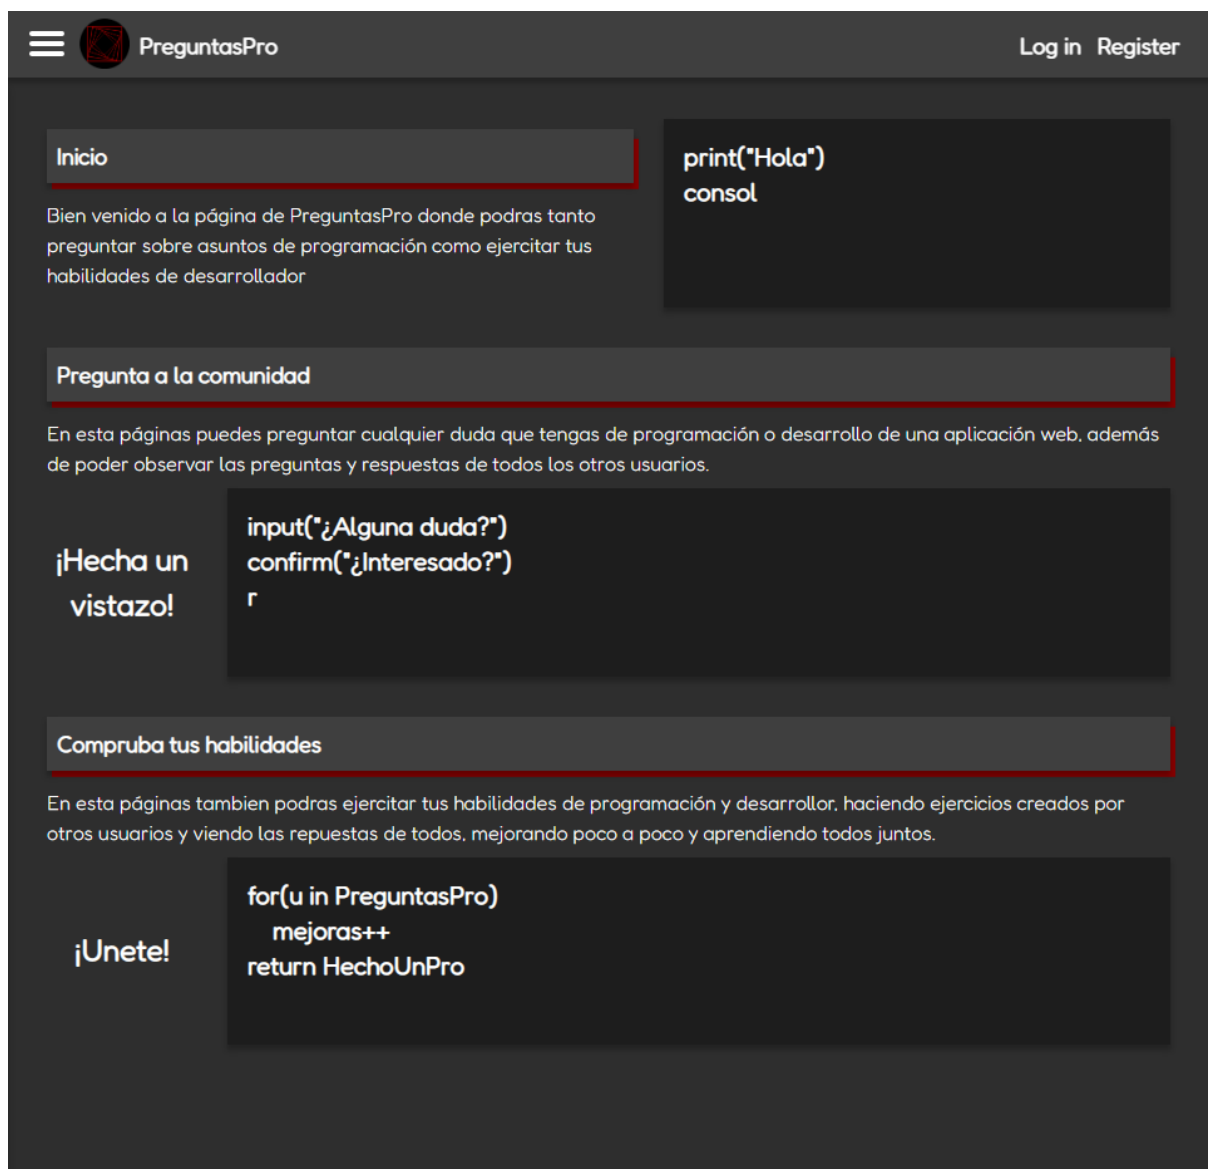 PreguntasPro
Log in Register
Inicio
Bien venido a la página de PreguntasPro donde podras tanto
preguntar sobre asuntos de programación como ejercitar tus
habilidades de desarrollador
print("Hola")
consol
Pregunta a la comunidad
En esta páginas puedes preguntar cualquier duda que tengas de programación o desarrollo de una aplicación web, además
de poder observar las preguntas y respuestas de todos los otros usuarios.
¡Hecha un
vistazo!
input("¿Alguna duda?")
confirm("¿Interesado?")
r
Compruba tus habilidades
En esta páginas tambien podras ejercitar tus habilidades de programación y desarrollor, haciendo ejercicios creados por
otros usuarios y viendo las repuestas de todos, mejorando poco a poco y aprendiendo todos juntos.
¡Unete!
for(u in PreguntasPro)
    mejoras++
return HechoUnPro